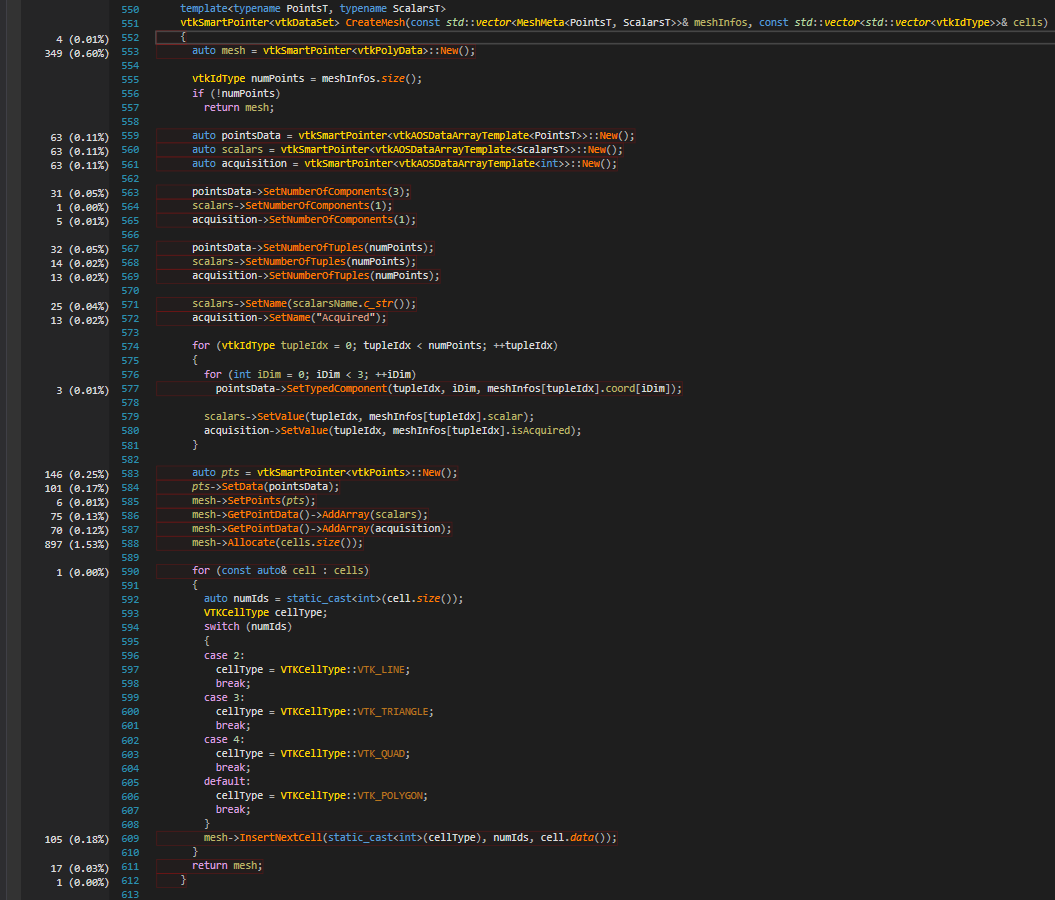 550 template<typename PointsT, typename ScalarsT>
551 vtkSmartPointer<vtkDataSet> CreateMesh(const std::vector<MeshMeta<PointsT, ScalarsT>>& meshInfos, const std::vector<std::vector<vtkIdType>>& cells)
4 (0.01%) 552 {
349 (0.60%) 553 auto mesh = vtkSmartPointer<vtkPolyData>::New();
554
555 vtkIdType numPoints = meshInfos.size();
556 if (!numPoints)
557 return mesh;
558
63 (0.11%) 559 auto pointsData = vtkSmartPointer<vtkAOSDataArrayTemplate<PointsT>>::New();
63 (0.11%) 560 auto scalars = vtkSmartPointer<vtkAOSDataArrayTemplate<ScalarsT>>::New();
63 (0.11%) 561 auto acquisition = vtkSmartPointer<vtkAOSDataArrayTemplate<int>>::New();
562
31 (0.05%) 563 pointsData->SetNumberOfComponents(3);
1 (0.00%) 564 scalars->SetNumberOfComponents(1);
5 (0.01%) 565 acquisition->SetNumberOfComponents(1);
566
32 (0.05%) 567 pointsData->SetNumberOfTuples(numPoints);
14 (0.02%) 568 scalars->SetNumberOfTuples(numPoints);
13 (0.02%) 569 acquisition->SetNumberOfTuples(numPoints);
570
25 (0.04%) 571 scalars->SetName(scalarsName.c_str());
13 (0.02%) 572 acquisition->SetName("Acquired");
573
574 for (vtkIdType tupleIdx = 0; tupleIdx < numPoints; ++tupleIdx)
575 {
576 for (int iDim = 0; iDim < 3; ++iDim)
3 (0.01%) 577 pointsData->SetTypedComponent(tupleIdx, iDim, meshInfos[tupleIdx].coord[iDim]);
578
579 scalars->SetValue(tupleIdx, meshInfos[tupleIdx].scalar);
580 acquisition->SetValue(tupleIdx, meshInfos[tupleIdx].isAcquired);
581 }
582
146 (0.25%) 583 auto pts = vtkSmartPointer<vtkPoints>::New();
101 (0.17%) 584 pts->SetData(pointsData);
6 (0.01%) 585 mesh->SetPoints(pts);
75 (0.13%) 586 mesh->GetPointData()->AddArray(scalars);
70 (0.12%) 587 mesh->GetPointData()->AddArray(acquisition);
897 (1.53%) 588 mesh->Allocate(cells.size());
589
1 (0.00%) 590 for (const auto& cell : cells)
591 {
592 auto numIds = static_cast<int>(cell.size());
593 VTKCellType cellType;
594 switch (numIds)
595 {
596 case 2:
597 cellType = VTKCellType::VTK_LINE;
598 break;
599 case 3:
600 cellType = VTKCellType::VTK_TRIANGLE;
601 break;
602 case 4:
603 cellType = VTKCellType::VTK_QUAD;
604 break;
605 default:
606 cellType = VTKCellType::VTK_POLYGON;
607 break;
608 }
105 (0.18%) 609 mesh->InsertNextCell(static_cast<int>(cellType), numIds, cell.data());
610 }
17 (0.03%) 611 return mesh;
1 (0.00%) 612 }
613